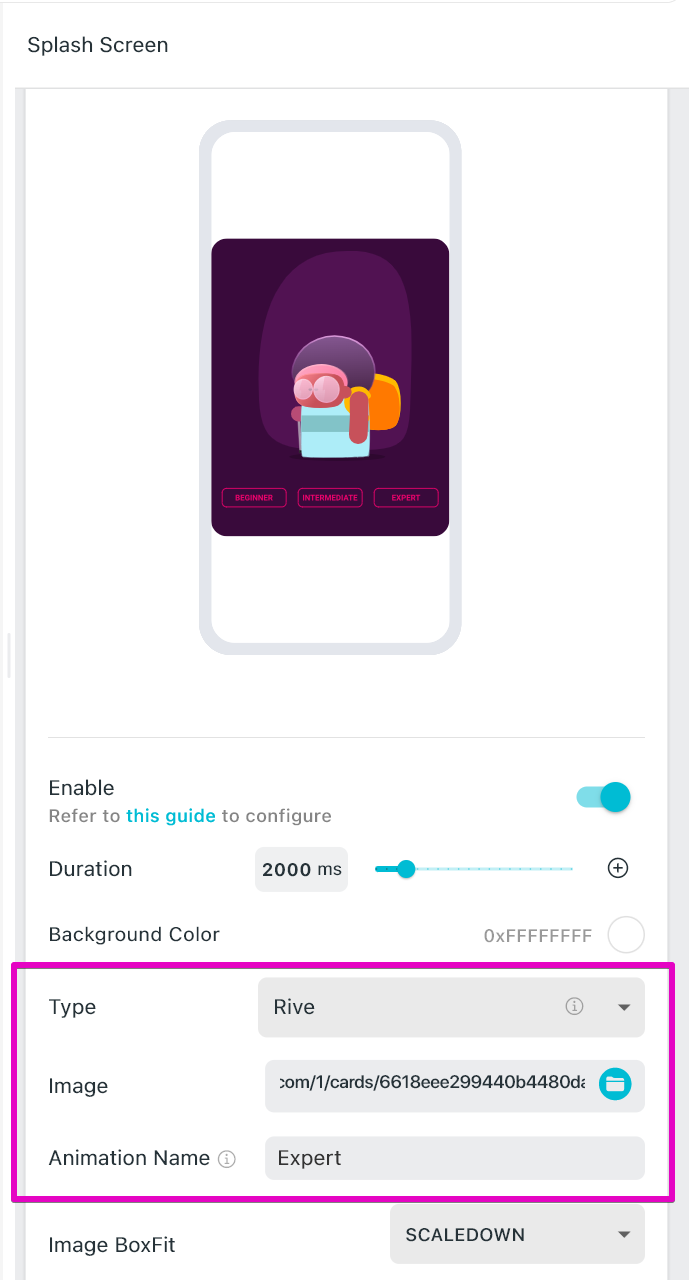 Splash Screen
BEGINNER INTERMEDIATE EXPERT
Enable
Refer to this guide to configure
Duration 2000 ms
Background Color 0xFFFFFFFF
Type Rive
Image com/1/cards/6618eee299440b4480da
Animation Name Expert
Image BoxFit SCALEDOWN